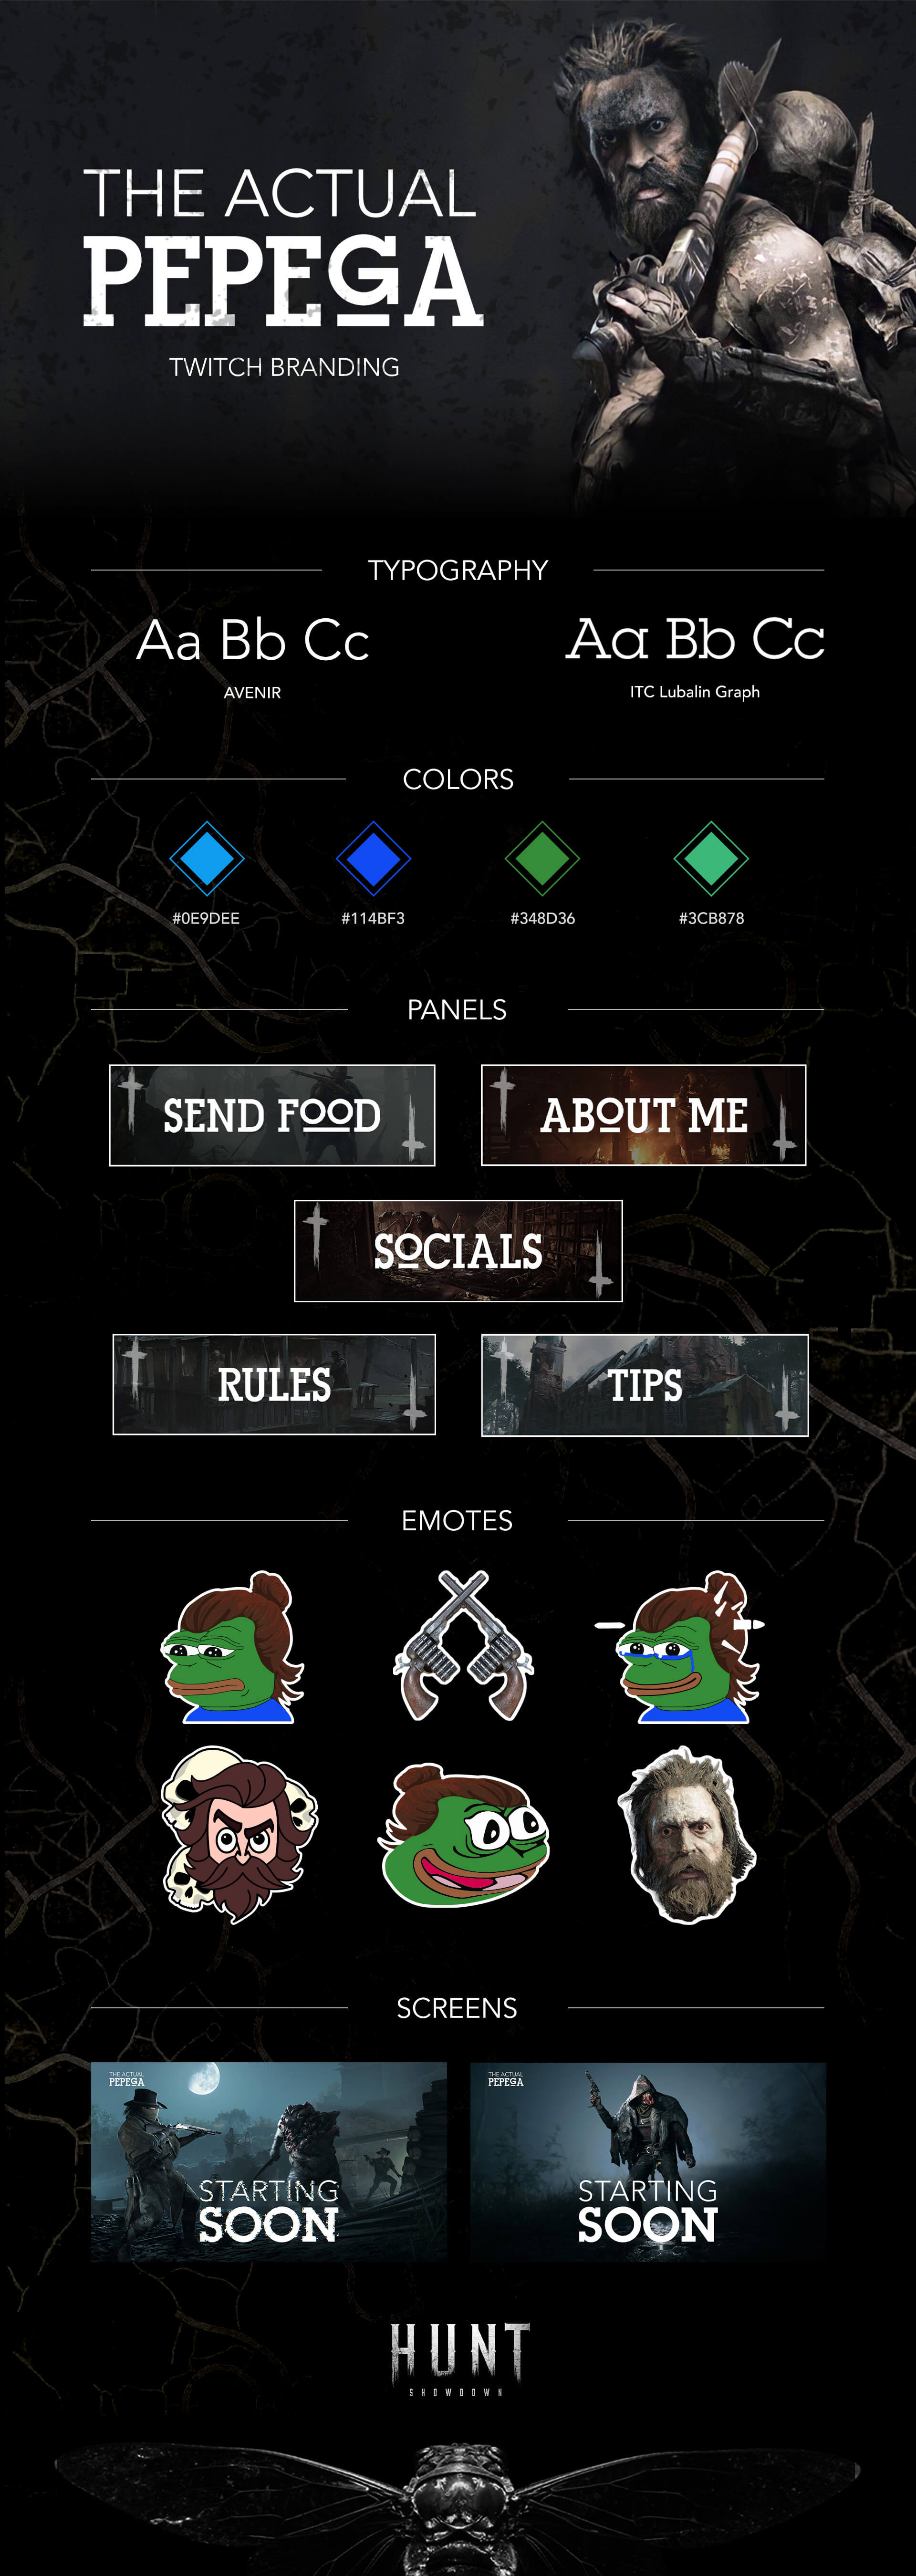 THE ACTUAL
PEPEGA
TWITCH BRANDING
TYPOGRAPHY
Aa Bb Cc
Aa Bb Cc
AVENIR
ITC Lubalin Graph
COLORS
#0E9DEE
#114BF3
#348D36
#3CB878
PANELS
SEND FOOD
ABOUT ME
SOCIALS
RULES
TIPS
EMOTES
SCREENS
THE ACTUAL
PEPEGA
STARTING
SOON
THE ACTUAL
PEPEGA
STARTING
SOON
HUNT
SHOWDOWN